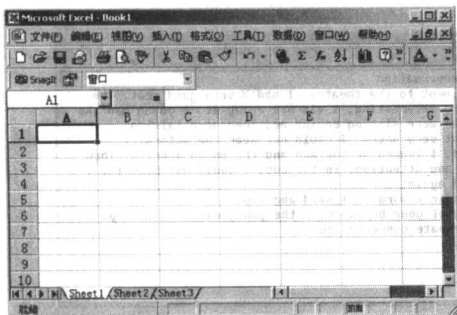 Microsoft Excel - Book1
文件(F) 编辑(E) 视图(V) 插入(I) 格式(O) 工具(T) 数据(D) 窗口(W) 帮助(H)
SnagIt 窗口
A1 =
A B C D E F G
1
2
3
4
5
6
7
8
9
10
Sheet1 Sheet2 Sheet3
就绪